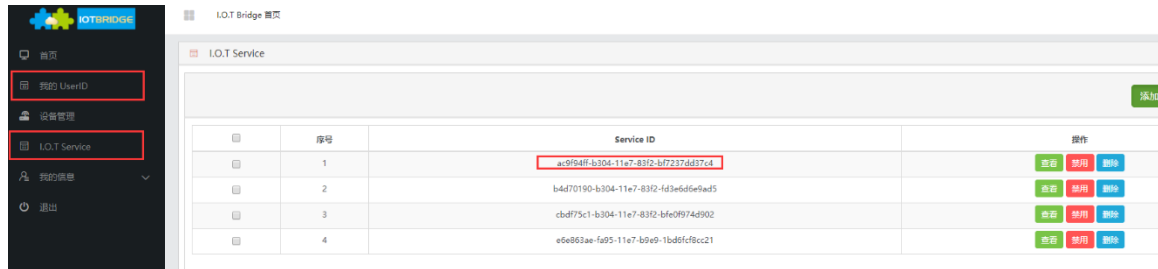 IOTBRIDGE
I.O.T Bridge 首页
首页
我的 UserID
设备管理
I.O.T Service
我的信息
退出
I.O.T Service
添加
序号 Service ID 操作
1 ac9f94ff-b304-11e7-83f2-bf7237dd37c4 查看 禁用 删除
2 b4d70190-b304-11e7-83f2-fd3e6d6e9ad5 查看 禁用 删除
3 cbdf75c1-b304-11e7-83f2-bfe0f974d902 查看 禁用 删除
4 e6e863ae-fa95-11e7-b9e9-1bd6fcf8cc21 查看 禁用 删除